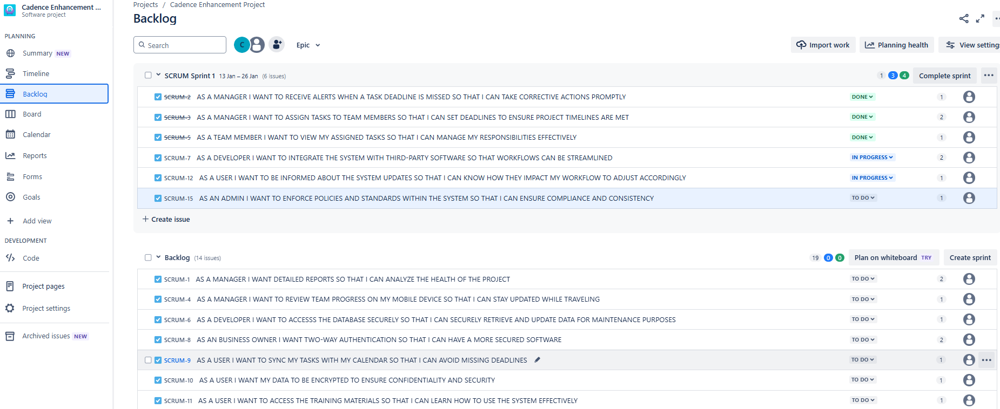 Cadence Enhancement ...
Software project
PLANNING
Summary NEW
Timeline
Backlog
Board
Calendar
Reports
Forms
Goals
Add view
DEVELOPMENT
Code
Project pages
Project settings
Archived issues NEW
Projects / Cadence Enhancement Project
Backlog
Search
C
Epic
Import work
Planning health
View settings
SCRUM Sprint 1 13 Jan – 26 Jan (6 issues) 1 3 4 Complete sprint
SCRUM-2 AS A MANAGER I WANT TO RECEIVE ALERTS WHEN A TASK DEADLINE IS MISSED SO THAT I CAN TAKE CORRECTIVE ACTIONS PROMPTLY DONE 1
SCRUM-3 AS A MANAGER I WANT TO ASSIGN TASKS TO TEAM MEMBERS SO THAT I CAN SET DEADLINES TO ENSURE PROJECT TIMELINES ARE MET DONE 2
SCRUM-5 AS A TEAM MEMBER I WANT TO VIEW MY ASSIGNED TASKS SO THAT I CAN MANAGE MY RESPONSIBILITIES EFFECTIVELY DONE 1
SCRUM-7 AS A DEVELOPER I WANT TO INTEGRATE THE SYSTEM WITH THIRD-PARTY SOFTWARE SO THAT WORKFLOWS CAN BE STREAMLINED IN PROGRESS 2
SCRUM-12 AS A USER I WANT TO BE INFORMED ABOUT THE SYSTEM UPDATES SO THAT I CAN KNOW HOW THEY IMPACT MY WORKFLOW TO ADJUST ACCORDINGLY IN PROGRESS 1
SCRUM-15 AS AN ADMIN I WANT TO ENFORCE POLICIES AND STANDARDS WITHIN THE SYSTEM SO THAT I CAN ENSURE COMPLIANCE AND CONSISTENCY TO DO 1
+ Create issue
Backlog (14 issues) 19 0 0 Plan on whiteboard TRY Create sprint
SCRUM-1 AS A MANAGER I WANT DETAILED REPORTS SO THAT I CAN ANALYZE THE HEALTH OF THE PROJECT TO DO 2
SCRUM-4 AS A MANAGER I WANT TO REVIEW TEAM PROGRESS ON MY MOBILE DEVICE SO THAT I CAN STAY UPDATED WHILE TRAVELING TO DO 1
SCRUM-6 AS A DEVELOPER I WANT TO ACCESSS THE DATABASE SECURELY SO THAT I CAN SECURELY RETRIEVE AND UPDATE DATA FOR MAINTENANCE PURPOSES TO DO 1
SCRUM-8 AS AN BUSINESS OWNER I WANT TWO-WAY AUTHENTICATION SO THAT I CAN HAVE A MORE SECURED SOFTWARE TO DO 2
SCRUM-9 AS A USER I WANT TO SYNC MY TASKS WITH MY CALENDAR SO THAT I CAN AVOID MISSING DEADLINES TO DO 1
SCRUM-10 AS A USER I WANT MY DATA TO BE ENCRYPTED TO ENSURE CONFIDENTIALITY AND SECURITY TO DO 1
SCRUM-11 AS A USER I WANT TO ACCESS THE TRAINING MATERIALS SO THAT I CAN LEARN HOW TO USE THE SYSTEM EFFECTIVELY TO DO 1